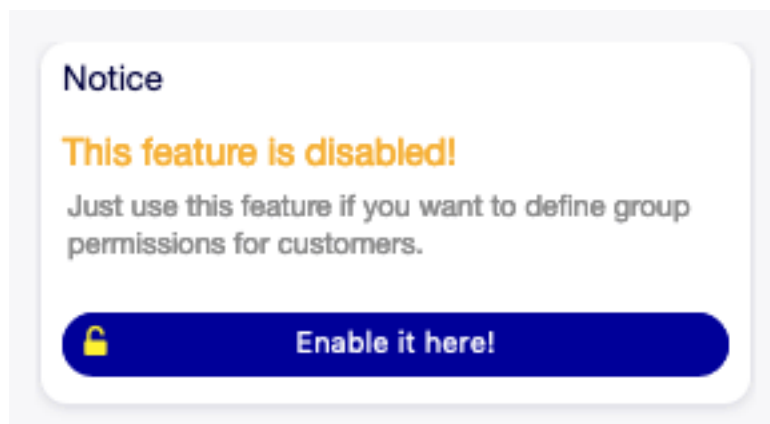 Notice
This feature is disabled!
Just use this feature if you want to define group
permissions for customers.
Enable it here!